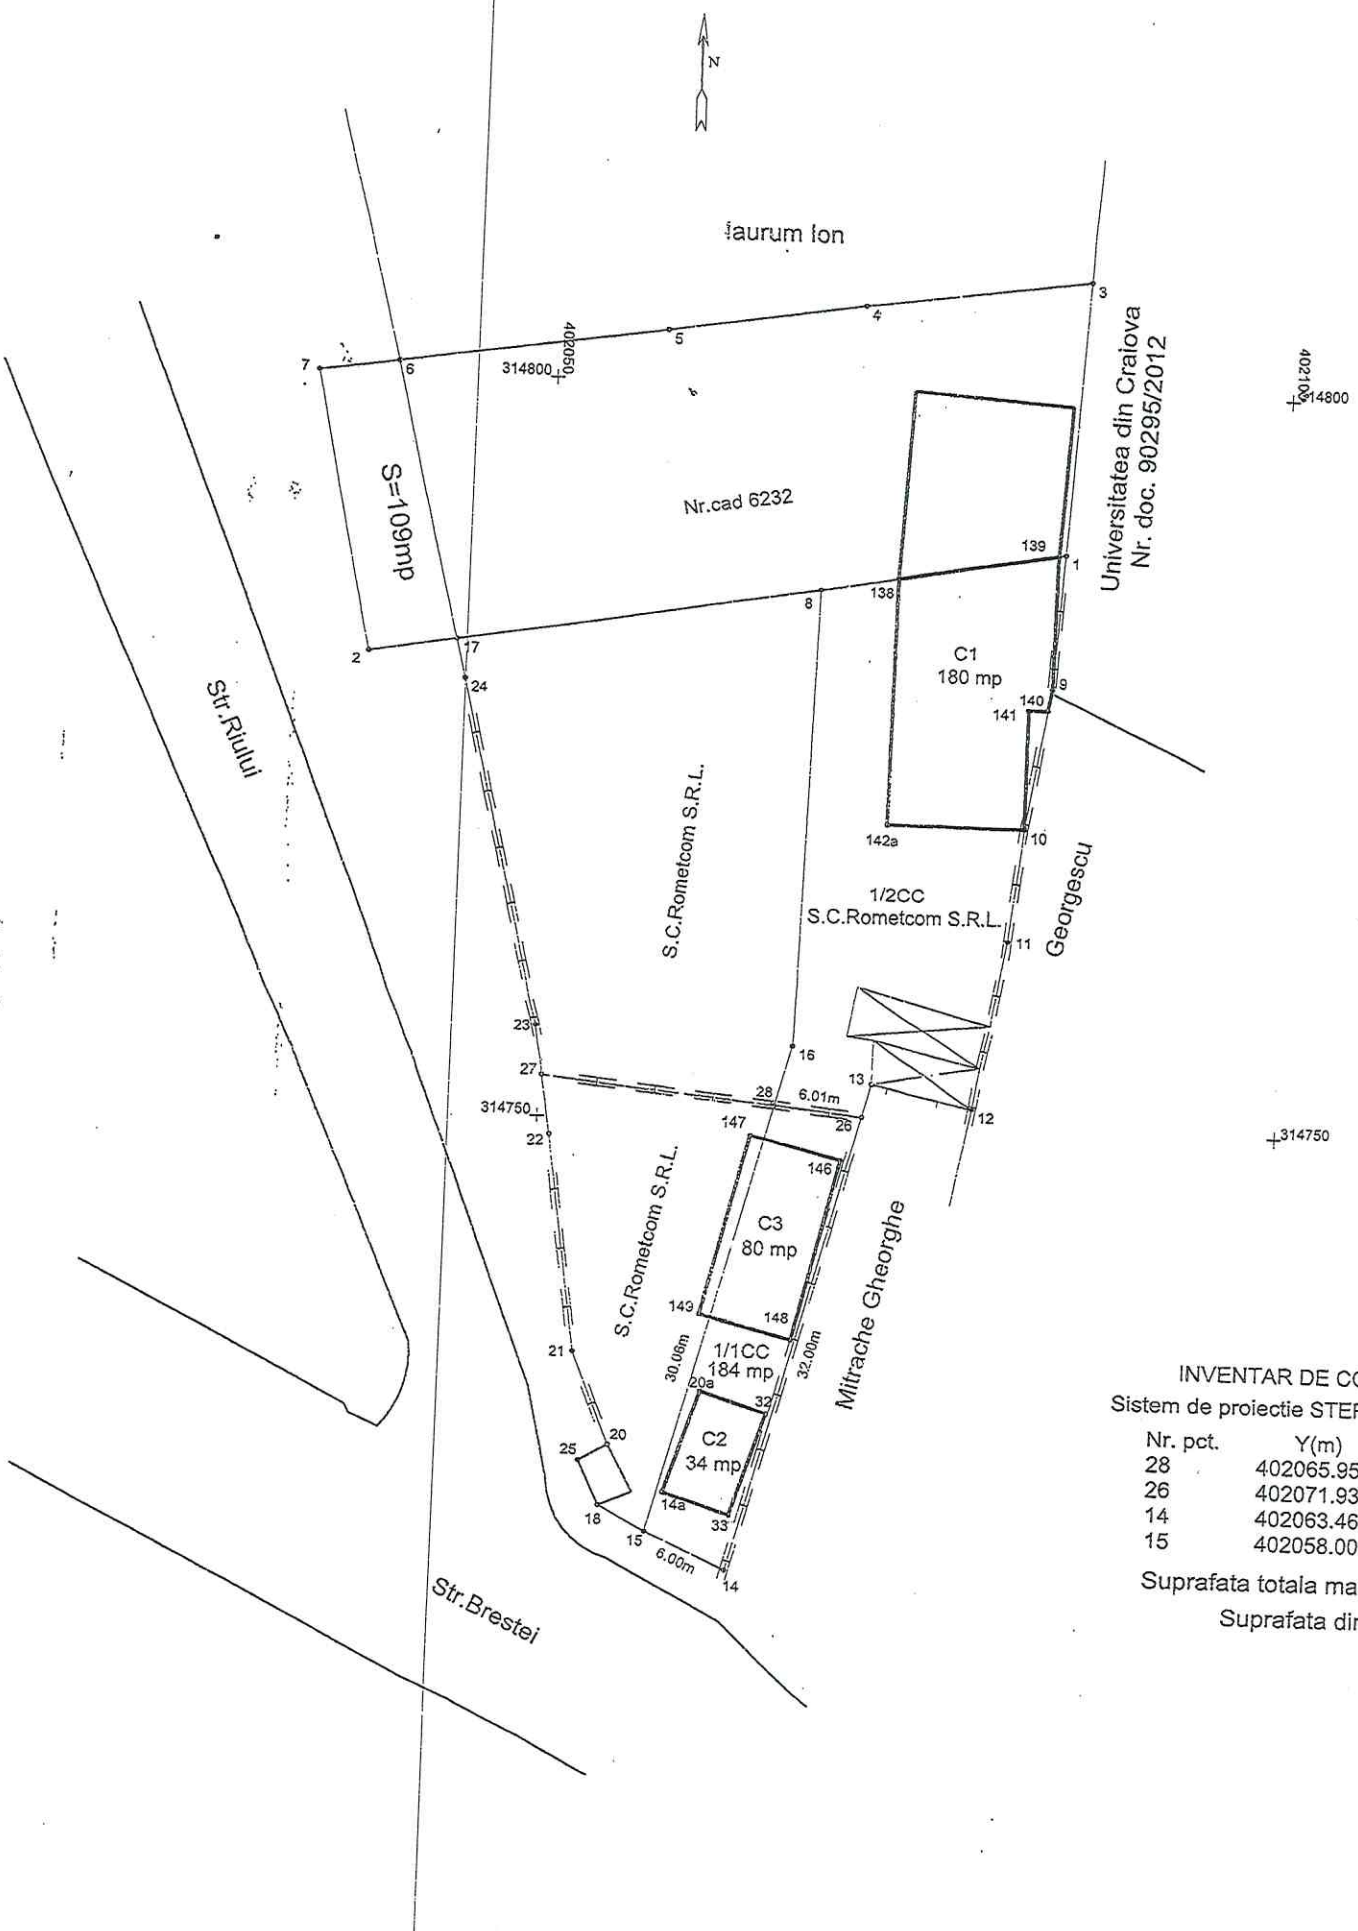 N
Iaurum Ion
3
4
5
402050
314800
6
7
402100
314800
Universitatea din Craiova
Nr. doc. 90295/2012
S=109mp
Nr.cad 6232
139
1
138
8
2
17
24
C1
180 mp
9
140
141
Str.Riului
S.C.Rometcom S.R.L.
142a
10
1/2CC
S.C.Rometcom S.R.L.
11
Georgescu
23
16
27
13
28
6.01m
26
12
314750
22
147
146
314750
S.C.Rometcom S.R.L.
C3
80 mp
Mitrache Gheorghe
149
148
21
30.06m
1/1CC
184 mp
32.00m
20a
32
20
25
C2
34 mp
14a
33
18
15
6.00m
14
Str.Brestei
INVENTAR DE CO
Sistem de proiectie STER
Nr. pct. Y(m)
28 402065.95
26 402071.93
14 402063.46
15 402058.00
Suprafata totala ma
Suprafata din